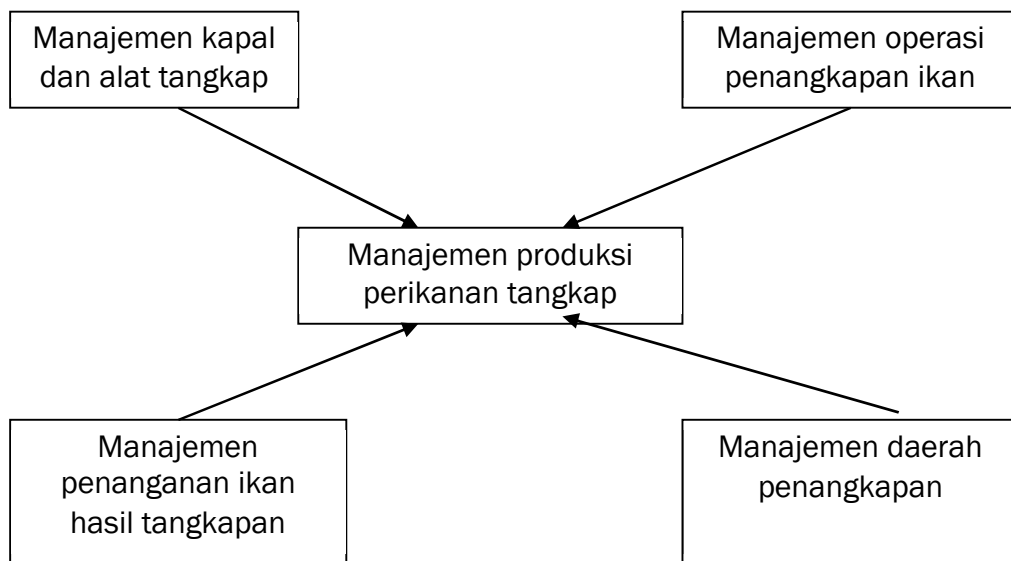 Manajemen kapal
dan alat tangkap
Manajemen operasi
penangkapan ikan
Manajemen produksi
perikanan tangkap
Manajemen
penanganan ikan
hasil tangkapan
Manajemen daerah
penangkapan